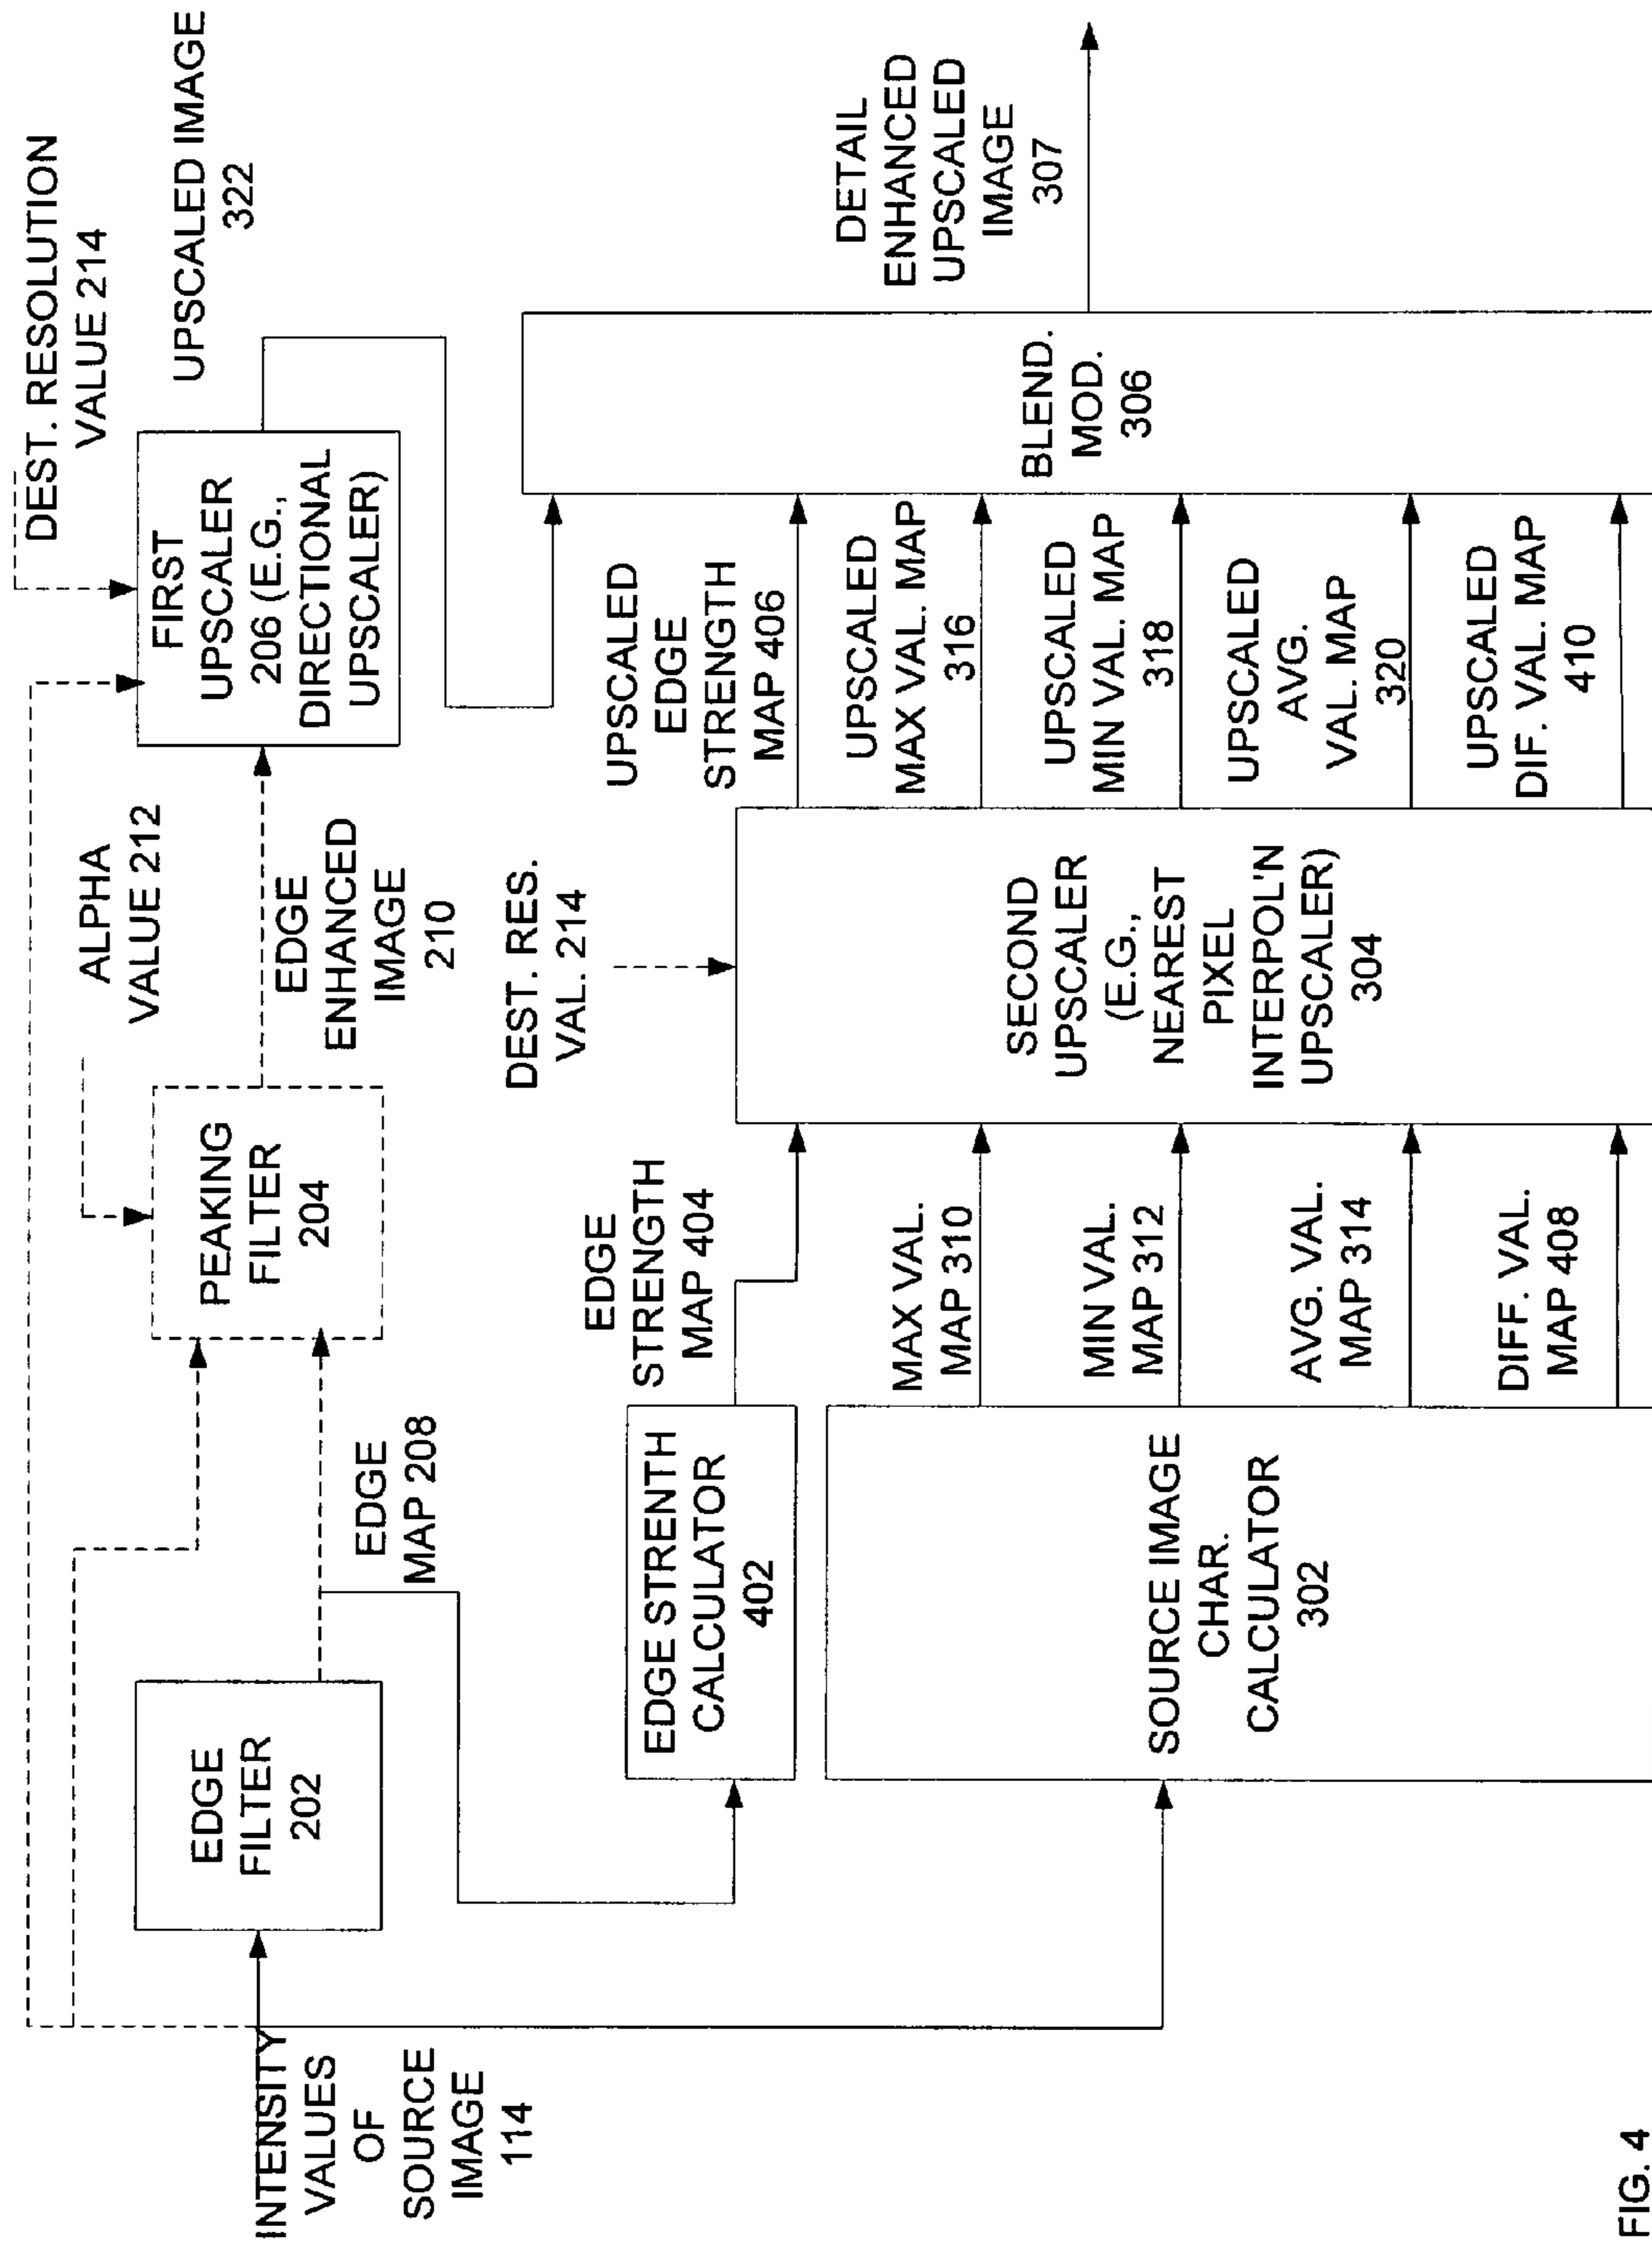 DEST. RESOLUTION
VALUE 214
UPSCALED IMAGE
322
ALPHA
VALUE 212
FIRST
UPSCALER
206 (E.G.,
DIRECTIONAL
UPSCALER)
PEAKING
FILTER
204
EDGE
ENHANCED
IMAGE
210
EDGE
FILTER
202
EDGE
MAP 208
INTENSITY
VALUES
OF
SOURCE
IMAGE
114
DEST. RES.
VAL. 214
EDGE
STRENGTH
MAP 404
EDGE STRENTH
CALCULATOR
402
SOURCE IMAGE
CHAR.
CALCULATOR
302
MAX VAL.
MAP 310
MIN VAL.
MAP 312
AVG. VAL.
MAP 314
DIFF. VAL.
MAP 408
SECOND
UPSCALER
(E.G.,
NEAREST
PIXEL
INTERPOL'N
UPSCALER)
304
UPSCALED
EDGE
STRENGTH
MAP 406
UPSCALED
MAX VAL. MAP
316
UPSCALED
MIN VAL. MAP
318
UPSCALED
AVG.
VAL. MAP
320
UPSCALED
DIF. VAL. MAP
410
BLEND.
MOD.
306
DETAIL
ENHANCED
UPSCALED
IMAGE
307
FIG. 4